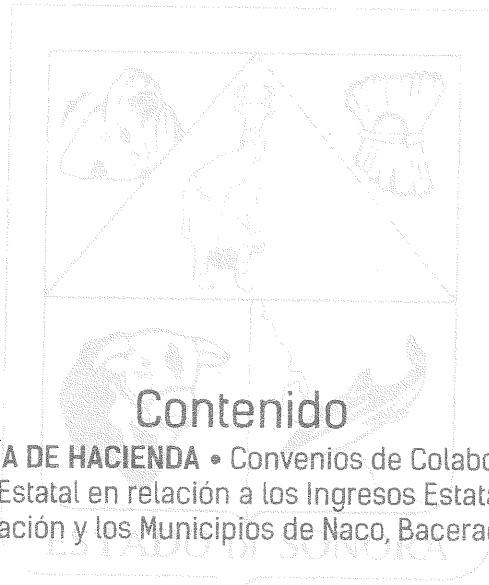 Contenido
A DE HACIENDA • Convenios de Colabo
Estatal en relación a los Ingresos Estata
ación y los Municipios de Naco, Bacera
ESTADO DE SONORA